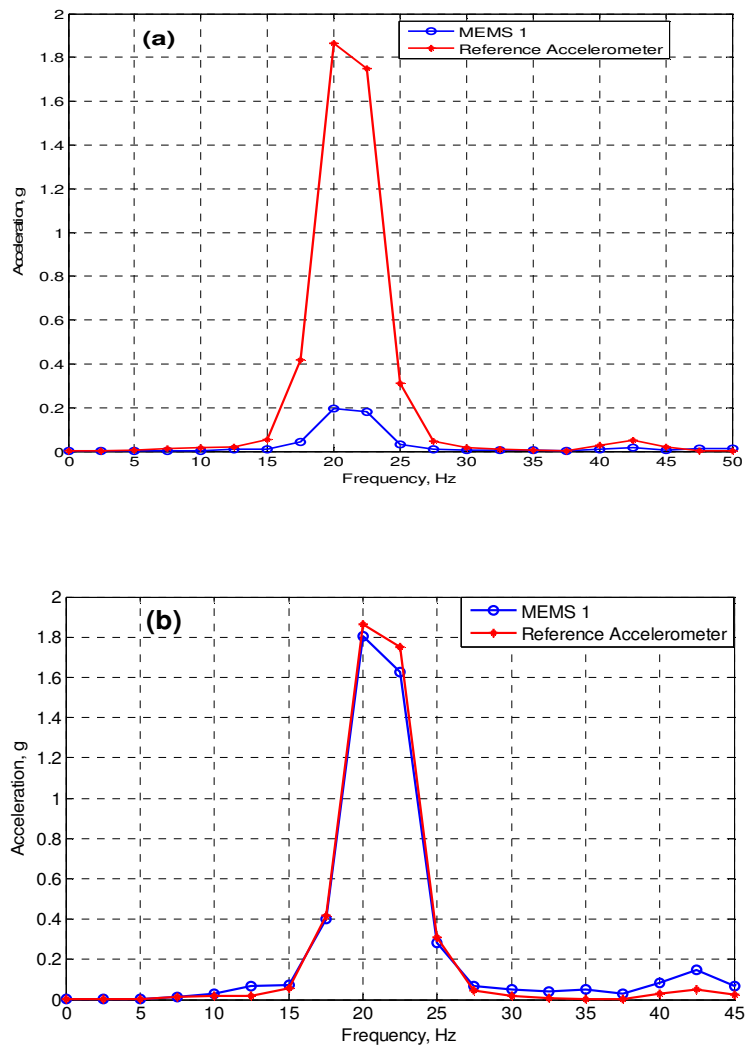 (a)
MEMS 1
Reference Accelerometer
2
1.8
1.6
1.4
1.2
1
0.8
0.6
0.4
0.2
0
Acceleration, g
0 5 10 15 20 25 30 35 40 45 50
Frequency, Hz
(b)
MEMS 1
Reference Accelerometer
2
1.8
1.6
1.4
1.2
1
0.8
0.6
0.4
0.2
0
Acceleration, g
0 5 10 15 20 25 30 35 40 45
Frequency, Hz